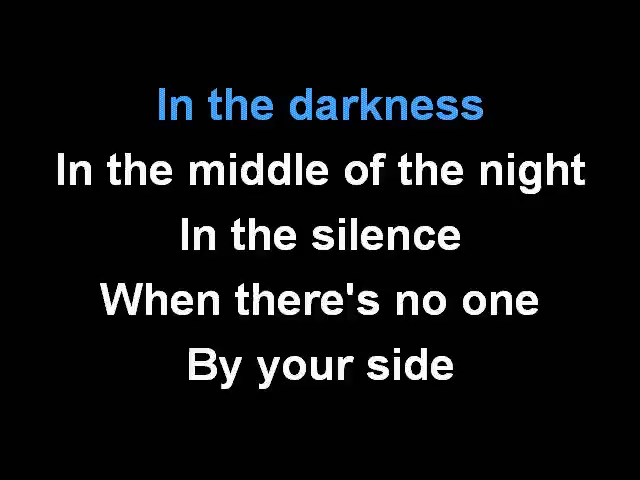 In the darkness
In the middle of the night
In the silence
When there's no one
By your side